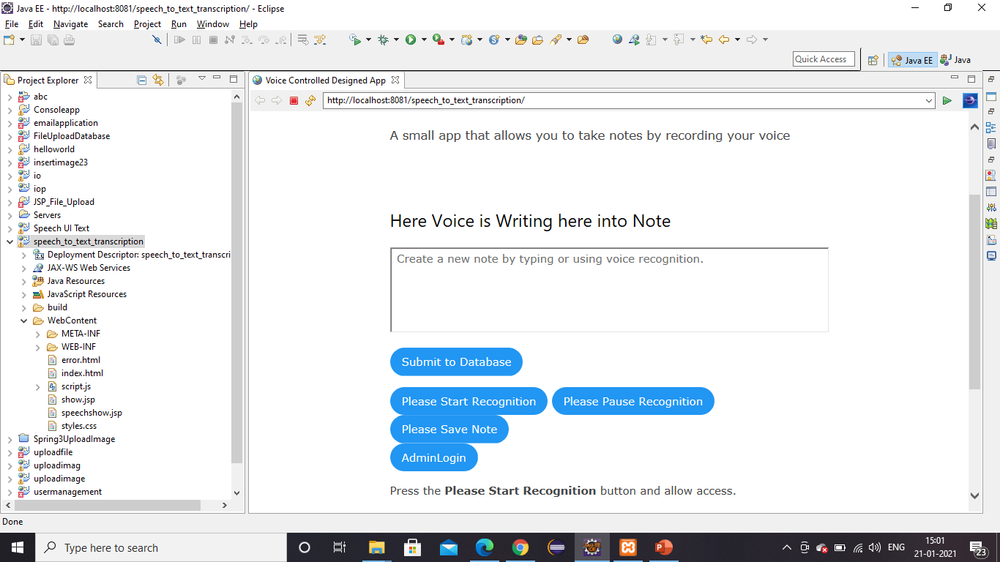 Java EE - http://localhost:8081/speech_to_text_transcription/ - Eclipse
File Edit Navigate Search Project Run Window Help
Quick Access Java EE Java
Project Explorer
abc
Consoleapp
emailapplication
FileUploadDatabase
helloworld
insertimage23
io
iop
JSP_File_Upload
Servers
Speech UI Text
speech_to_text_transcription
Deployment Descriptor: speech_to_text_transcri
JAX-WS Web Services
Java Resources
JavaScript Resources
build
WebContent
META-INF
WEB-INF
error.html
index.html
script.js
show.jsp
speechshow.jsp
styles.css
Spring3UploadImage
uploadfile
uploadimag
uploadimage
usermanagement
Voice Controlled Designed App
http://localhost:8081/speech_to_text_transcription/
A small app that allows you to take notes by recording your voice
Here Voice is Writing here into Note
Create a new note by typing or using voice recognition.
Submit to Database
Please Start Recognition Please Pause Recognition
Please Save Note
AdminLogin
Press the Please Start Recognition button and allow access.
Done
Type here to search
ENG
15:01
21-01-2021
23